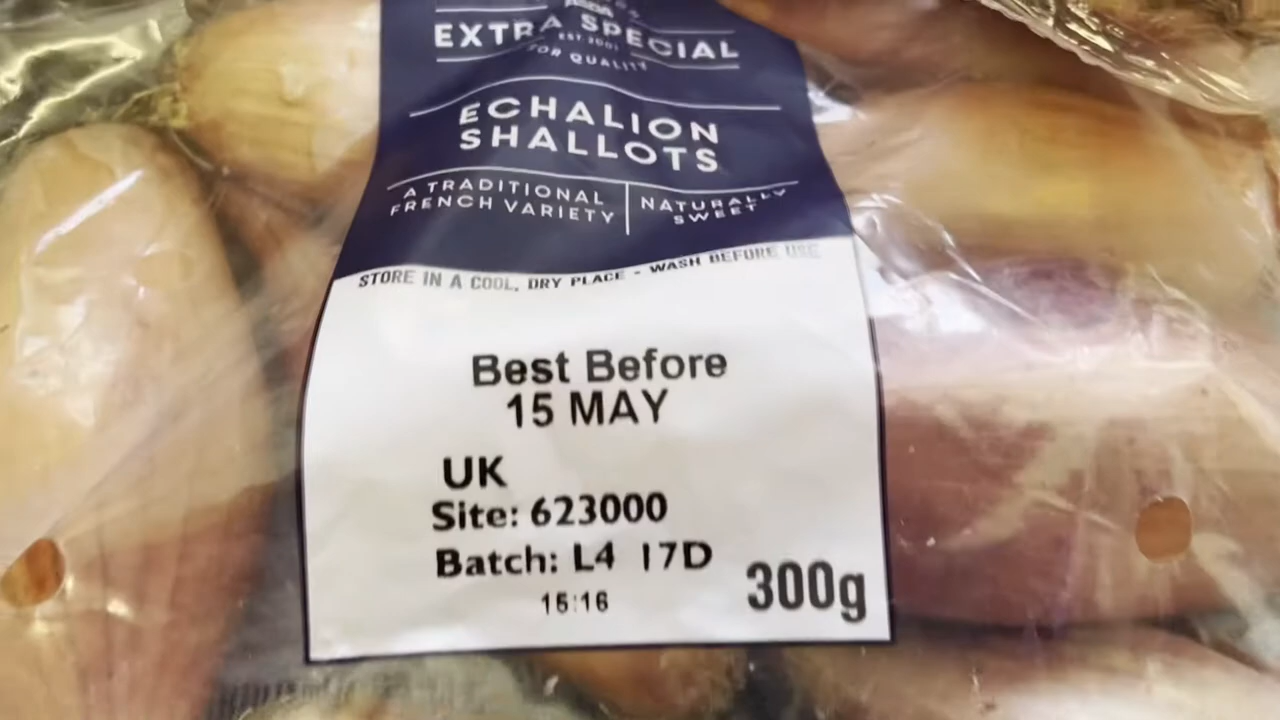 ASDA
EXTRA SPECIAL
EST 2001
FOR QUALITY
ECHALION
SHALLOTS
A TRADITIONAL
FRENCH VARIETY
NATURALLY
SWEET
STORE IN A COOL, DRY PLACE - WASH BEFORE USE
Best Before
15 MAY
UK
Site: 623000
Batch: L4 17D
15:16
300g